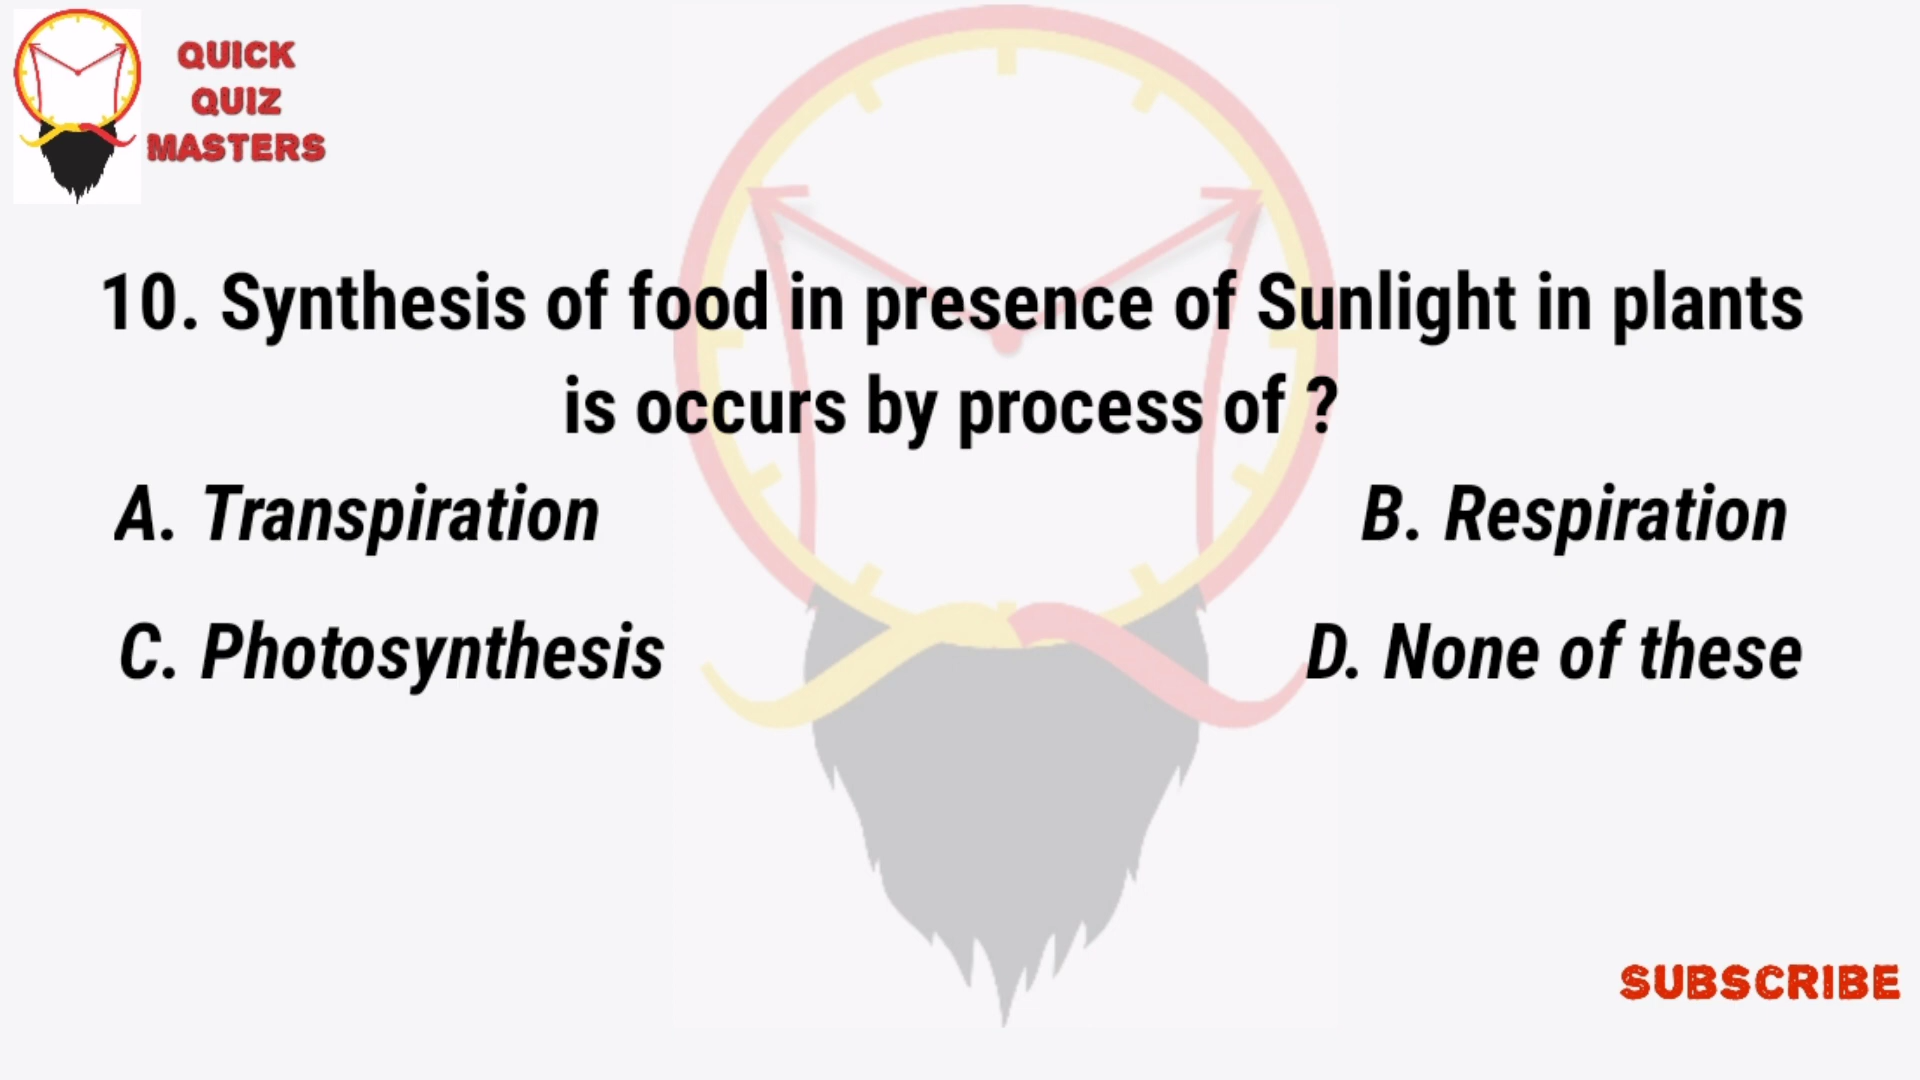 QUICK
QUIZ
MASTERS
10. Synthesis of food in presence of Sunlight in plants
is occurs by process of ?
A. Transpiration
B. Respiration
C. Photosynthesis
D. None of these
SUBSCRIBE